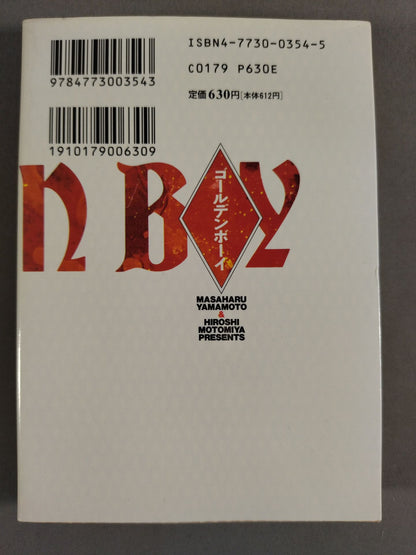 ISBN4-7730-0354-5
9784773003543
C0179 P630E
定価630円[本体612円]
1910179006309
N B Y
ゴールデンボーイ
MASAHARU
YAMAMOTO
&
HIROSHI
MOTOMIYA
PRESENTS